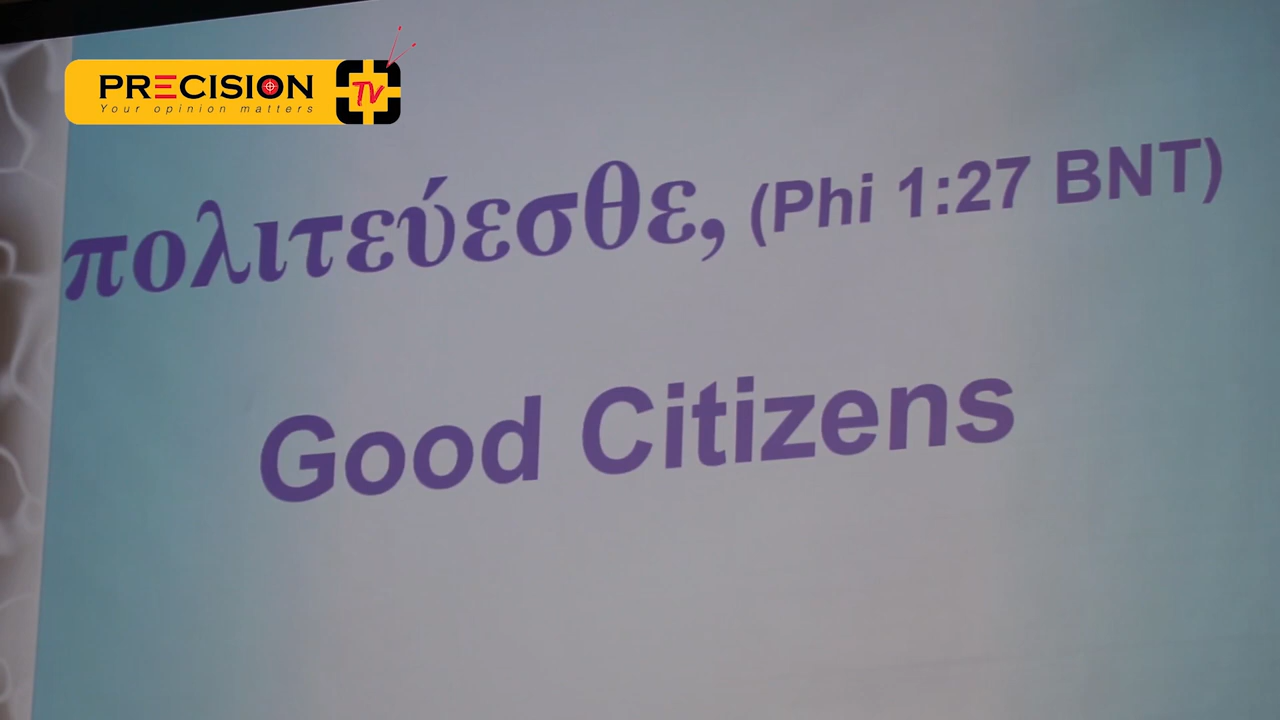 PRECISION
Your opinion matters
TV
πολιτεύεσθε, (Phi 1:27 BNT)
Good Citizens